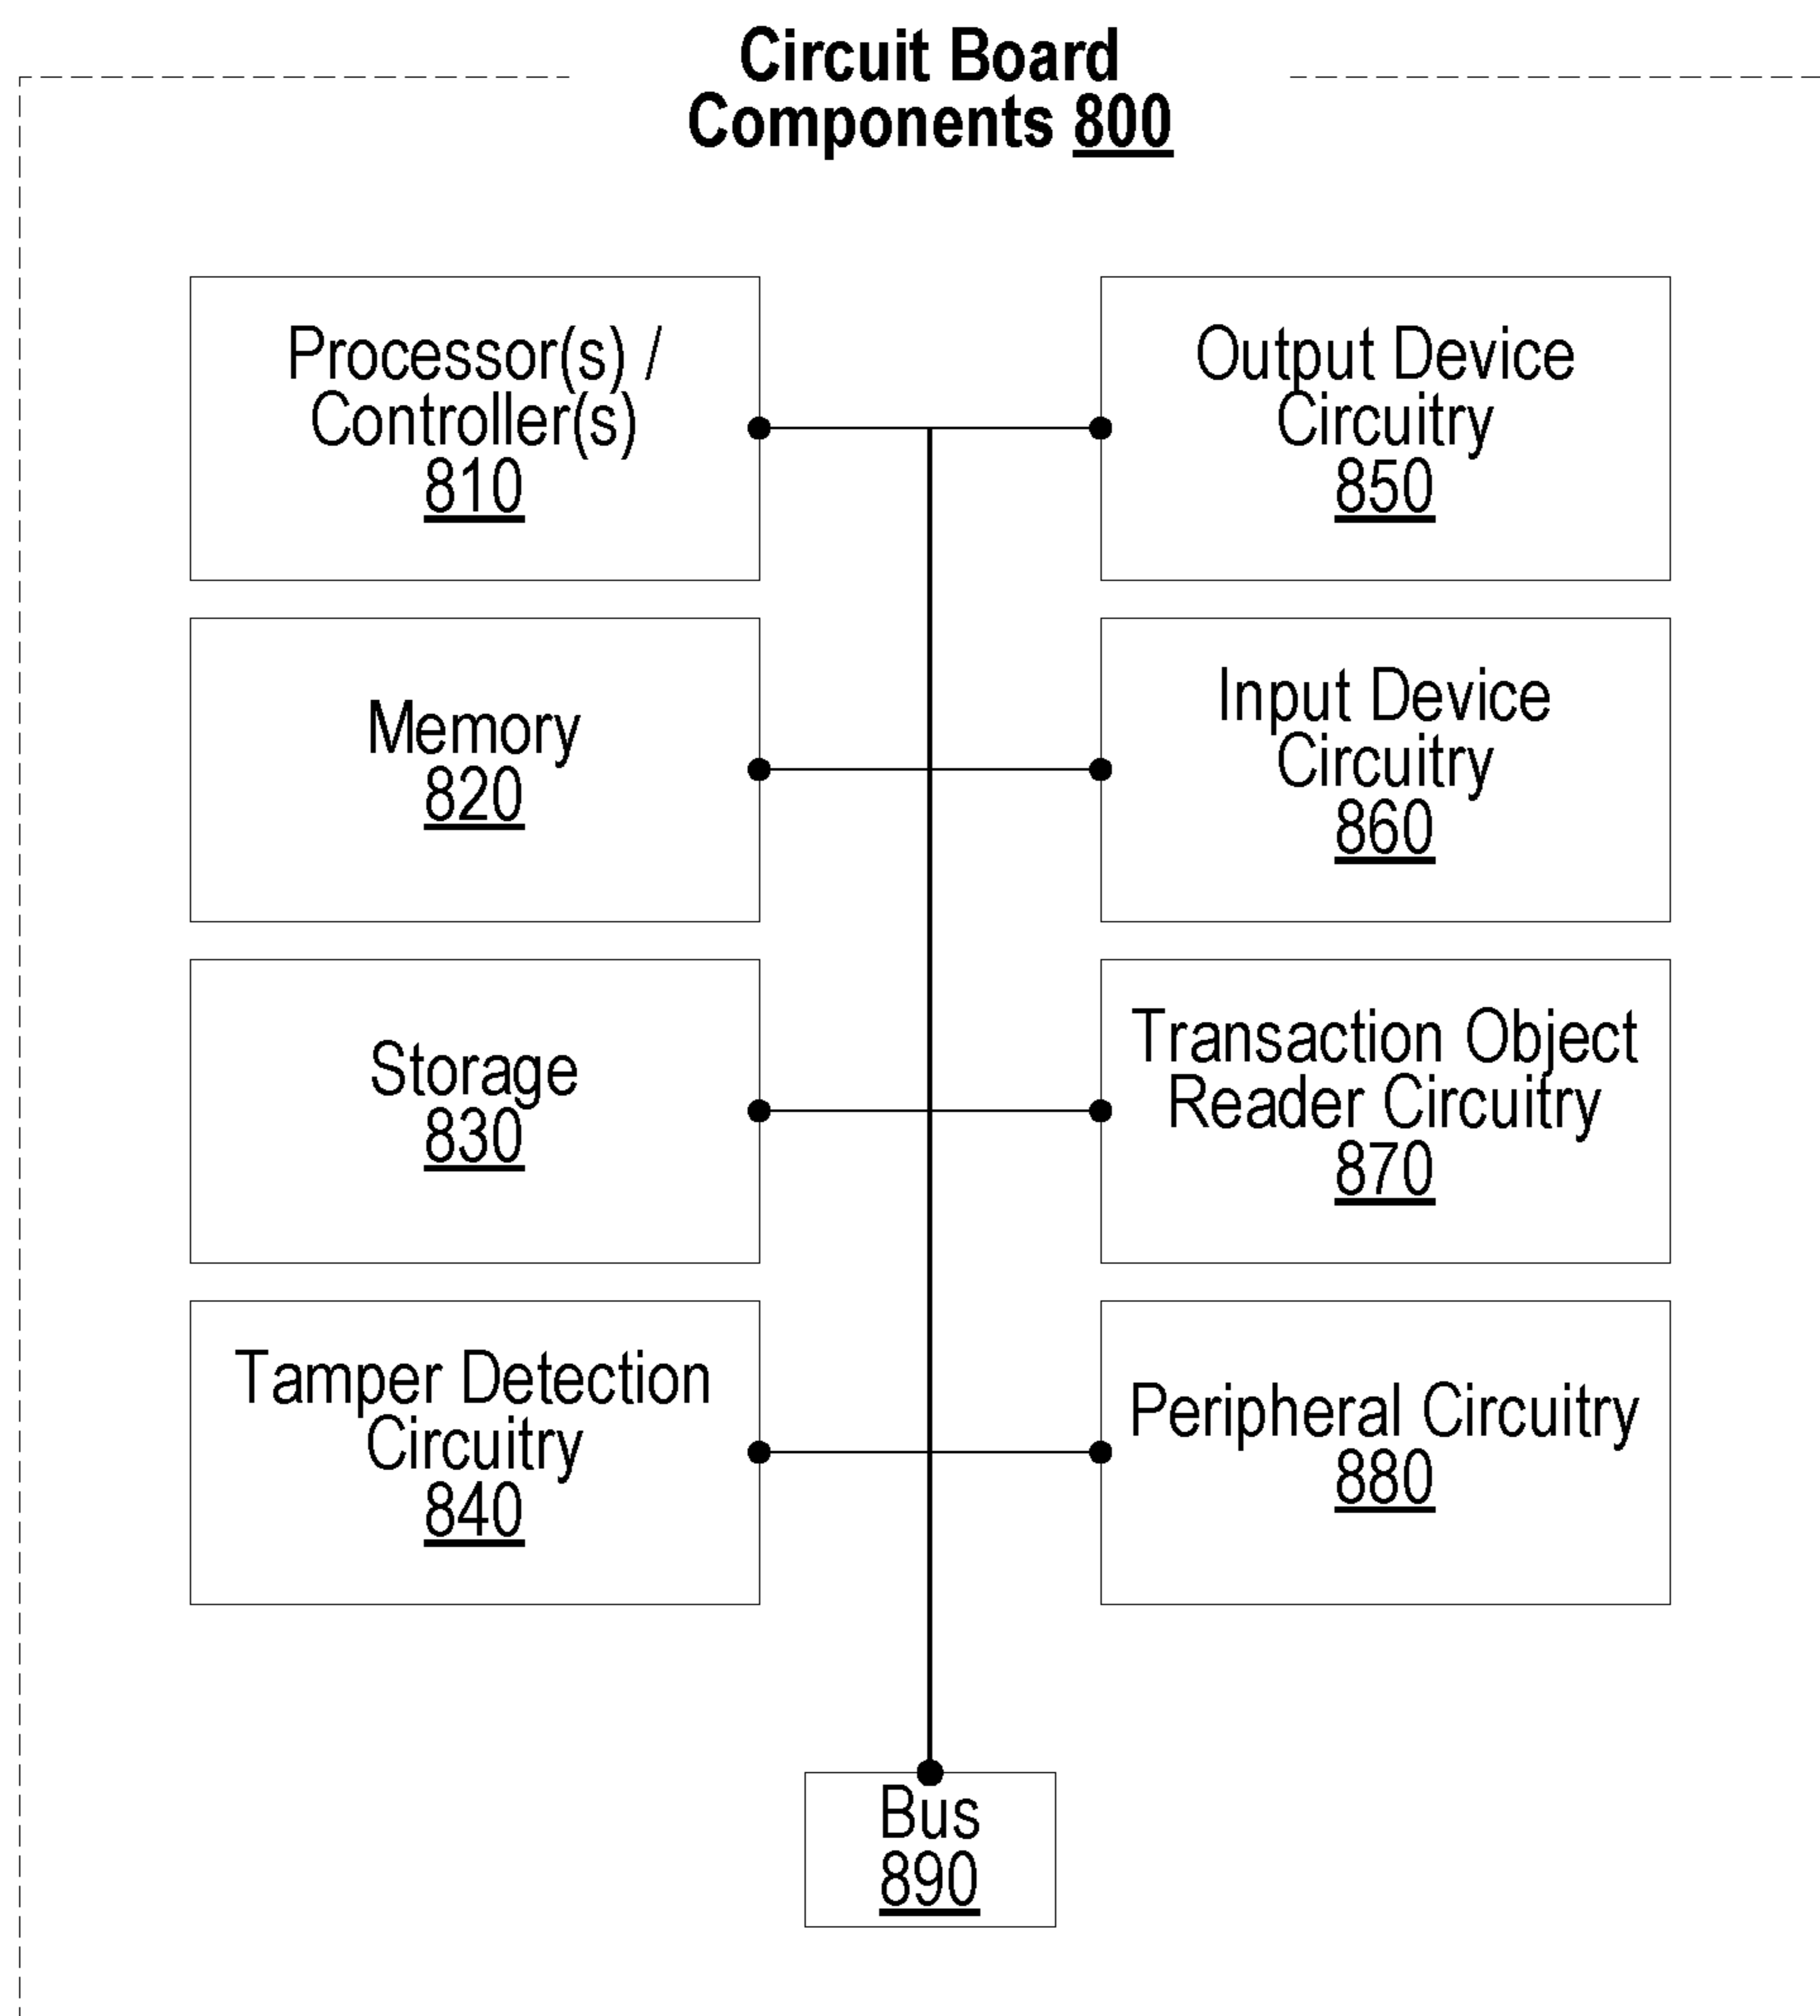 Circuit Board
Components 800
Processor(s) /
Controller(s)
810
Output Device
Circuitry
850
Memory
820
Input Device
Circuitry
860
Storage
830
Transaction Object
Reader Circuitry
870
Tamper Detection
Circuitry
840
Peripheral Circuitry
880
Bus
890